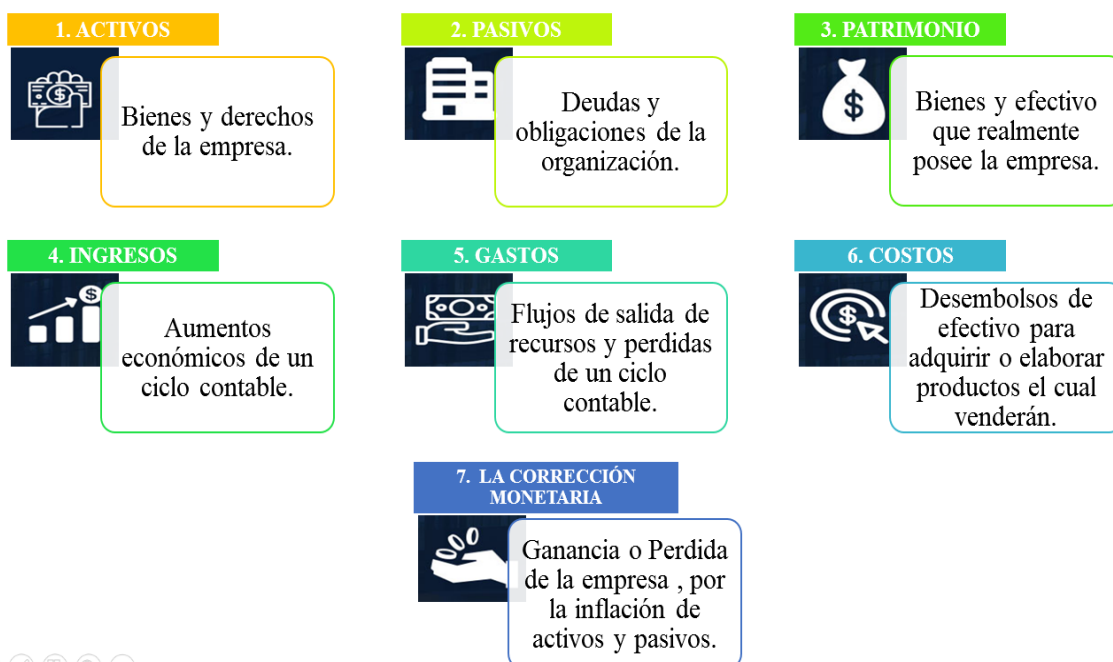 1. ACTIVOS
Bienes y derechos
de la empresa.
2. PASIVOS
Deudas y
obligaciones de la
organización.
3. PATRIMONIO
Bienes y efectivo
que realmente
posee la empresa.
4. INGRESOS
Aumentos
económicos de un
ciclo contable.
5. GASTOS
Flujos de salida de
recursos y perdidas
de un ciclo
contable.
6. COSTOS
Desembolsos de
efectivo para
adquirir o elaborar
productos el cual
venderán.
7. LA CORRECCIÓN
MONETARIA
Ganancia o Perdida
de la empresa , por
la inflación de
activos y pasivos.